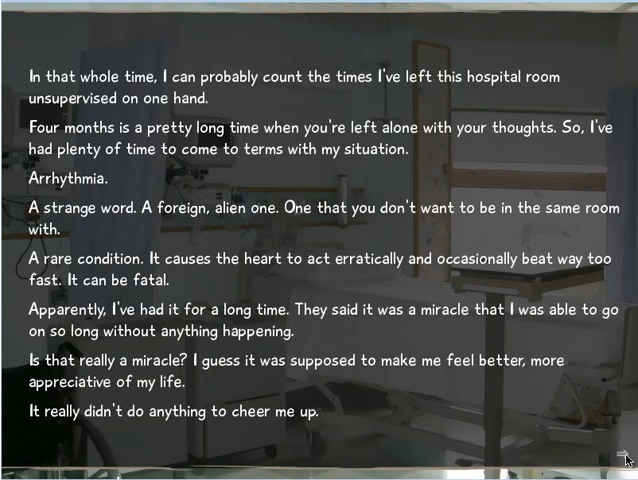 In that whole time, I can probably count the times I've left this hospital room
unsupervised on one hand.
Four months is a pretty long time when you're left alone with your thoughts. So, I've
had plenty of time to come to terms with my situation.
Arrhythmia.
A strange word. A foreign, alien one. One that you don't want to be in the same room
with.
A rare condition. It causes the heart to act erratically and occasionally beat way too
fast. It can be fatal.
Apparently, I've had it for a long time. They said it was a miracle that I was able to go
on so long without anything happening.
Is that really a miracle? I guess it was supposed to make me feel better, more
appreciative of my life.
It really didn't do anything to cheer me up.